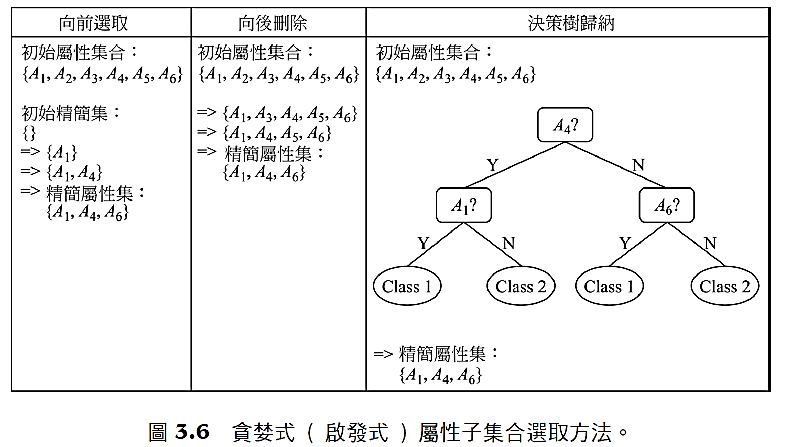 向前選取
初始屬性集合：
{A1, A2, A3, A4, A5, A6}
初始精簡集：
{}
=> {A1}
=> {A1, A4}
=> 精簡屬性集：
{A1, A4, A6}
向後刪除
初始屬性集合：
{A1, A2, A3, A4, A5, A6}
=> {A1, A3, A4, A5, A6}
=> {A1, A4, A5, A6}
=> 精簡屬性集：
{A1, A4, A6}
決策樹歸納
初始屬性集合：
{A1, A2, A3, A4, A5, A6}
A4?
Y N
A1? A6?
Y N Y N
Class 1 Class 2 Class 1 Class 2
=> 精簡屬性集：
{A1, A4, A6}
圖 3.6 貪婪式（啟發式）屬性子集合選取方法。